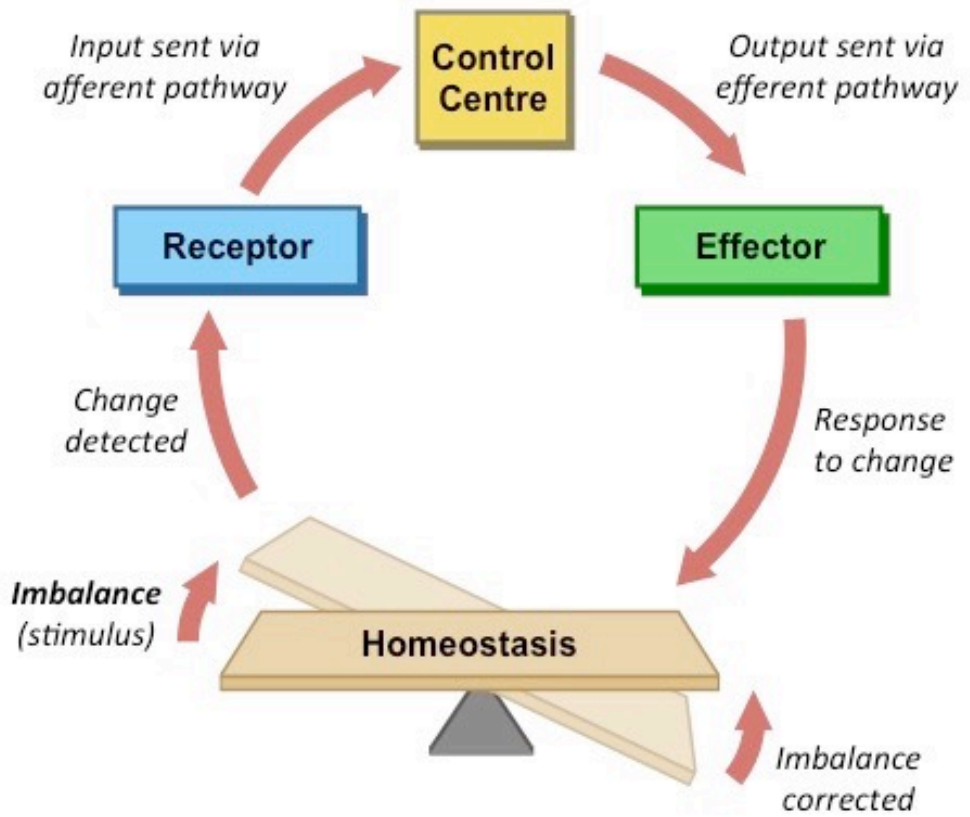 Input sent via
afferent pathway
Control
Centre
Output sent via
efferent pathway
Receptor
Effector
Change
detected
Response
to change
Imbalance
(stimulus)
Homeostasis
Imbalance
corrected